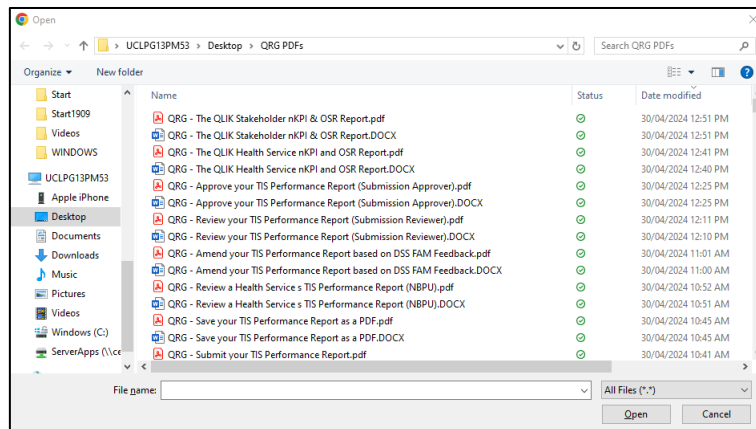 Open
UCLPG13PM53 › Desktop › QRG PDFs
Search QRG PDFs
Organize
New folder
Name
Status
Date modified
Start
Start1909
Videos
WINDOWS
UCLPG13PM53
Apple iPhone
Desktop
Documents
Downloads
Music
Pictures
Videos
Windows (C:)
ServerApps (\\ce
QRG - The QLIK Stakeholder nKPI & OSR Report.pdf 30/04/2024 12:51 PM
QRG - The QLIK Stakeholder nKPI & OSR Report.DOCX 30/04/2024 12:51 PM
QRG - The QLIK Health Service nKPI and OSR Report.pdf 30/04/2024 12:41 PM
QRG - The QLIK Health Service nKPI and OSR Report.DOCX 30/04/2024 12:40 PM
QRG - Approve your TIS Performance Report (Submission Approver).pdf 30/04/2024 12:25 PM
QRG - Approve your TIS Performance Report (Submission Approver).DOCX 30/04/2024 12:25 PM
QRG - Review your TIS Performance Report (Submission Reviewer).pdf 30/04/2024 12:11 PM
QRG - Review your TIS Performance Report (Submission Reviewer).DOCX 30/04/2024 12:10 PM
QRG - Amend your TIS Performance Report based on DSS FAM Feedback.pdf 30/04/2024 11:01 AM
QRG - Amend your TIS Performance Report based on DSS FAM Feedback.DOCX 30/04/2024 11:00 AM
QRG - Review a Health Service s TIS Performance Report (NBPU).pdf 30/04/2024 10:52 AM
QRG - Review a Health Service s TIS Performance Report (NBPU).DOCX 30/04/2024 10:51 AM
QRG - Save your TIS Performance Report as a PDF.pdf 30/04/2024 10:45 AM
QRG - Save your TIS Performance Report as a PDF.DOCX 30/04/2024 10:45 AM
QRG - Submit your TIS Performance Report.pdf 30/04/2024 10:41 AM
File name:
All Files (*.*)
Open
Cancel